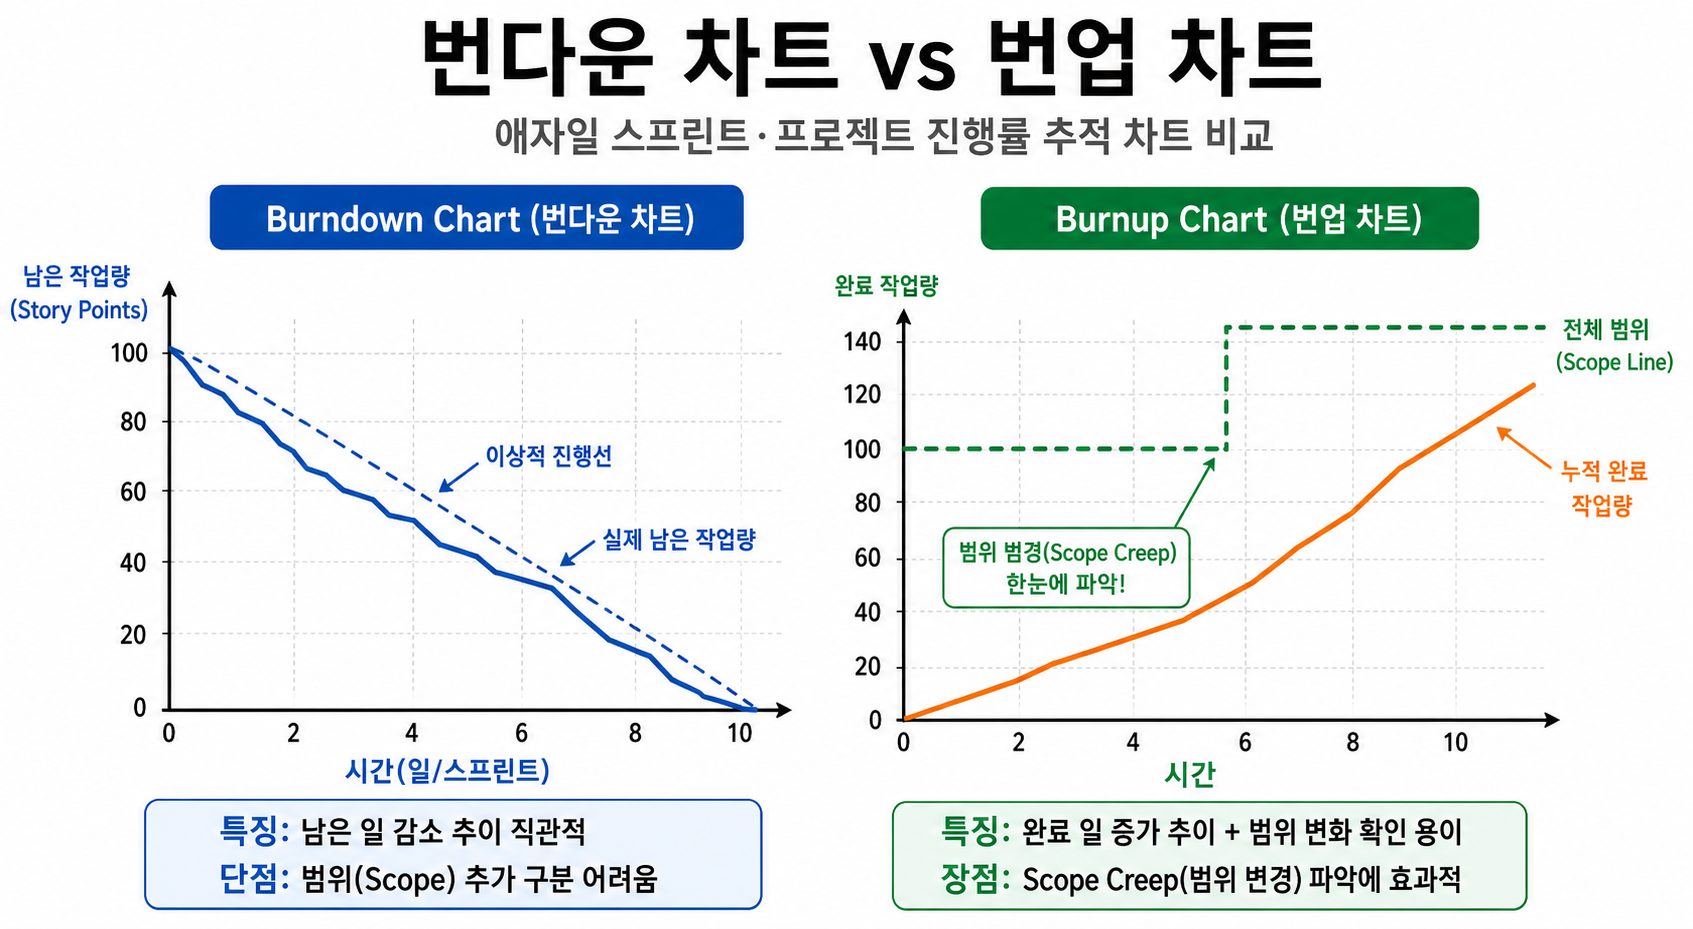 번다운 차트 vs 번업 차트
애자일 스프린트·프로젝트 진행률 추적 차트 비교
Burndown Chart (번다운 차트)
남은 작업량
(Story Points)
100
80
60
40
20
0
0 2 4 6 8 10
이상적 진행선
실제 남은 작업량
시간(일/스프린트)
특징: 남은 일 감소 추이 직관적
단점: 범위(Scope) 추가 구분 어려움
Burnup Chart (번업 차트)
완료 작업량
140
120
100
80
60
40
20
0
0 2 4 6 8 10
전체 범위
(Scope Line)
누적 완료
작업량
범위 범경(Scope Creep)
한눈에 파악!
시간
특징: 완료 일 증가 추이 + 범위 변화 확인 용이
장점: Scope Creep(범위 변경) 파악에 효과적